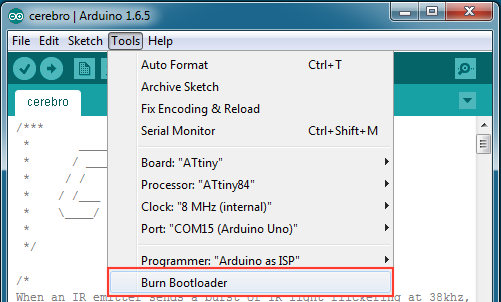 cerebro | Arduino 1.6.5
File Edit Sketch Tools Help
Auto Format Ctrl+T
Archive Sketch
Fix Encoding & Reload
Serial Monitor Ctrl+Shift+M
Board: "ATtiny"
Processor: "ATtiny84"
Clock: "8 MHz (internal)"
Port: "COM15 (Arduino Uno)"
Programmer: "Arduino as ISP"
Burn Bootloader
cerebro
/***
*
*
*
*
*
*
*/
/*
When an IR emitter sends a burst of IR light flickering at 38khz,